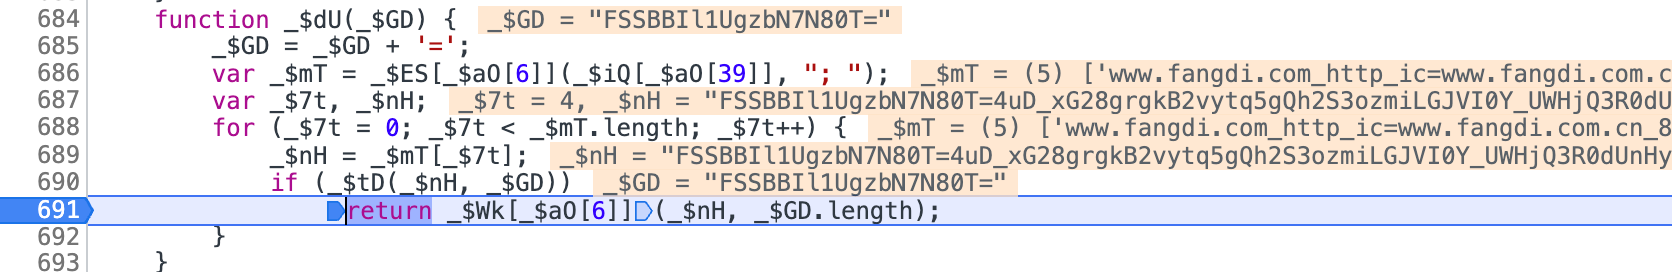 684 function _$dU(_$GD) { _$GD = "FSSBBIl1UgzbN7N80T="
685 _$GD = _$GD + '=';
686 var _$mT = _$ES[_$aO[6]](_$iQ[_$aO[39]], "; "); _$mT = (5) ['www.fangdi.com_http_ic=www.fangdi.com.c
687 var _$7t, _$nH; _$7t = 4, _$nH = "FSSBBIl1UgzbN7N80T=4uD_xG28grgkB2vytq5gQh2S3ozmiLGJVI0Y_UWHjQ3R0dU
688 for (_$7t = 0; _$7t < _$mT.length; _$7t++) { _$mT = (5) ['www.fangdi.com_http_ic=www.fangdi.com.cn_8
689 _$nH = _$mT[_$7t]; _$nH = "FSSBBIl1UgzbN7N80T=4uD_xG28grgkB2vytq5gQh2S3ozmiLGJVI0Y_UWHjQ3R0dUnHy
690 if (_$tD(_$nH, _$GD)) _$GD = "FSSBBIl1UgzbN7N80T="
691 return _$Wk[_$aO[6]](_$nH, _$GD.length);
692 }
693 }